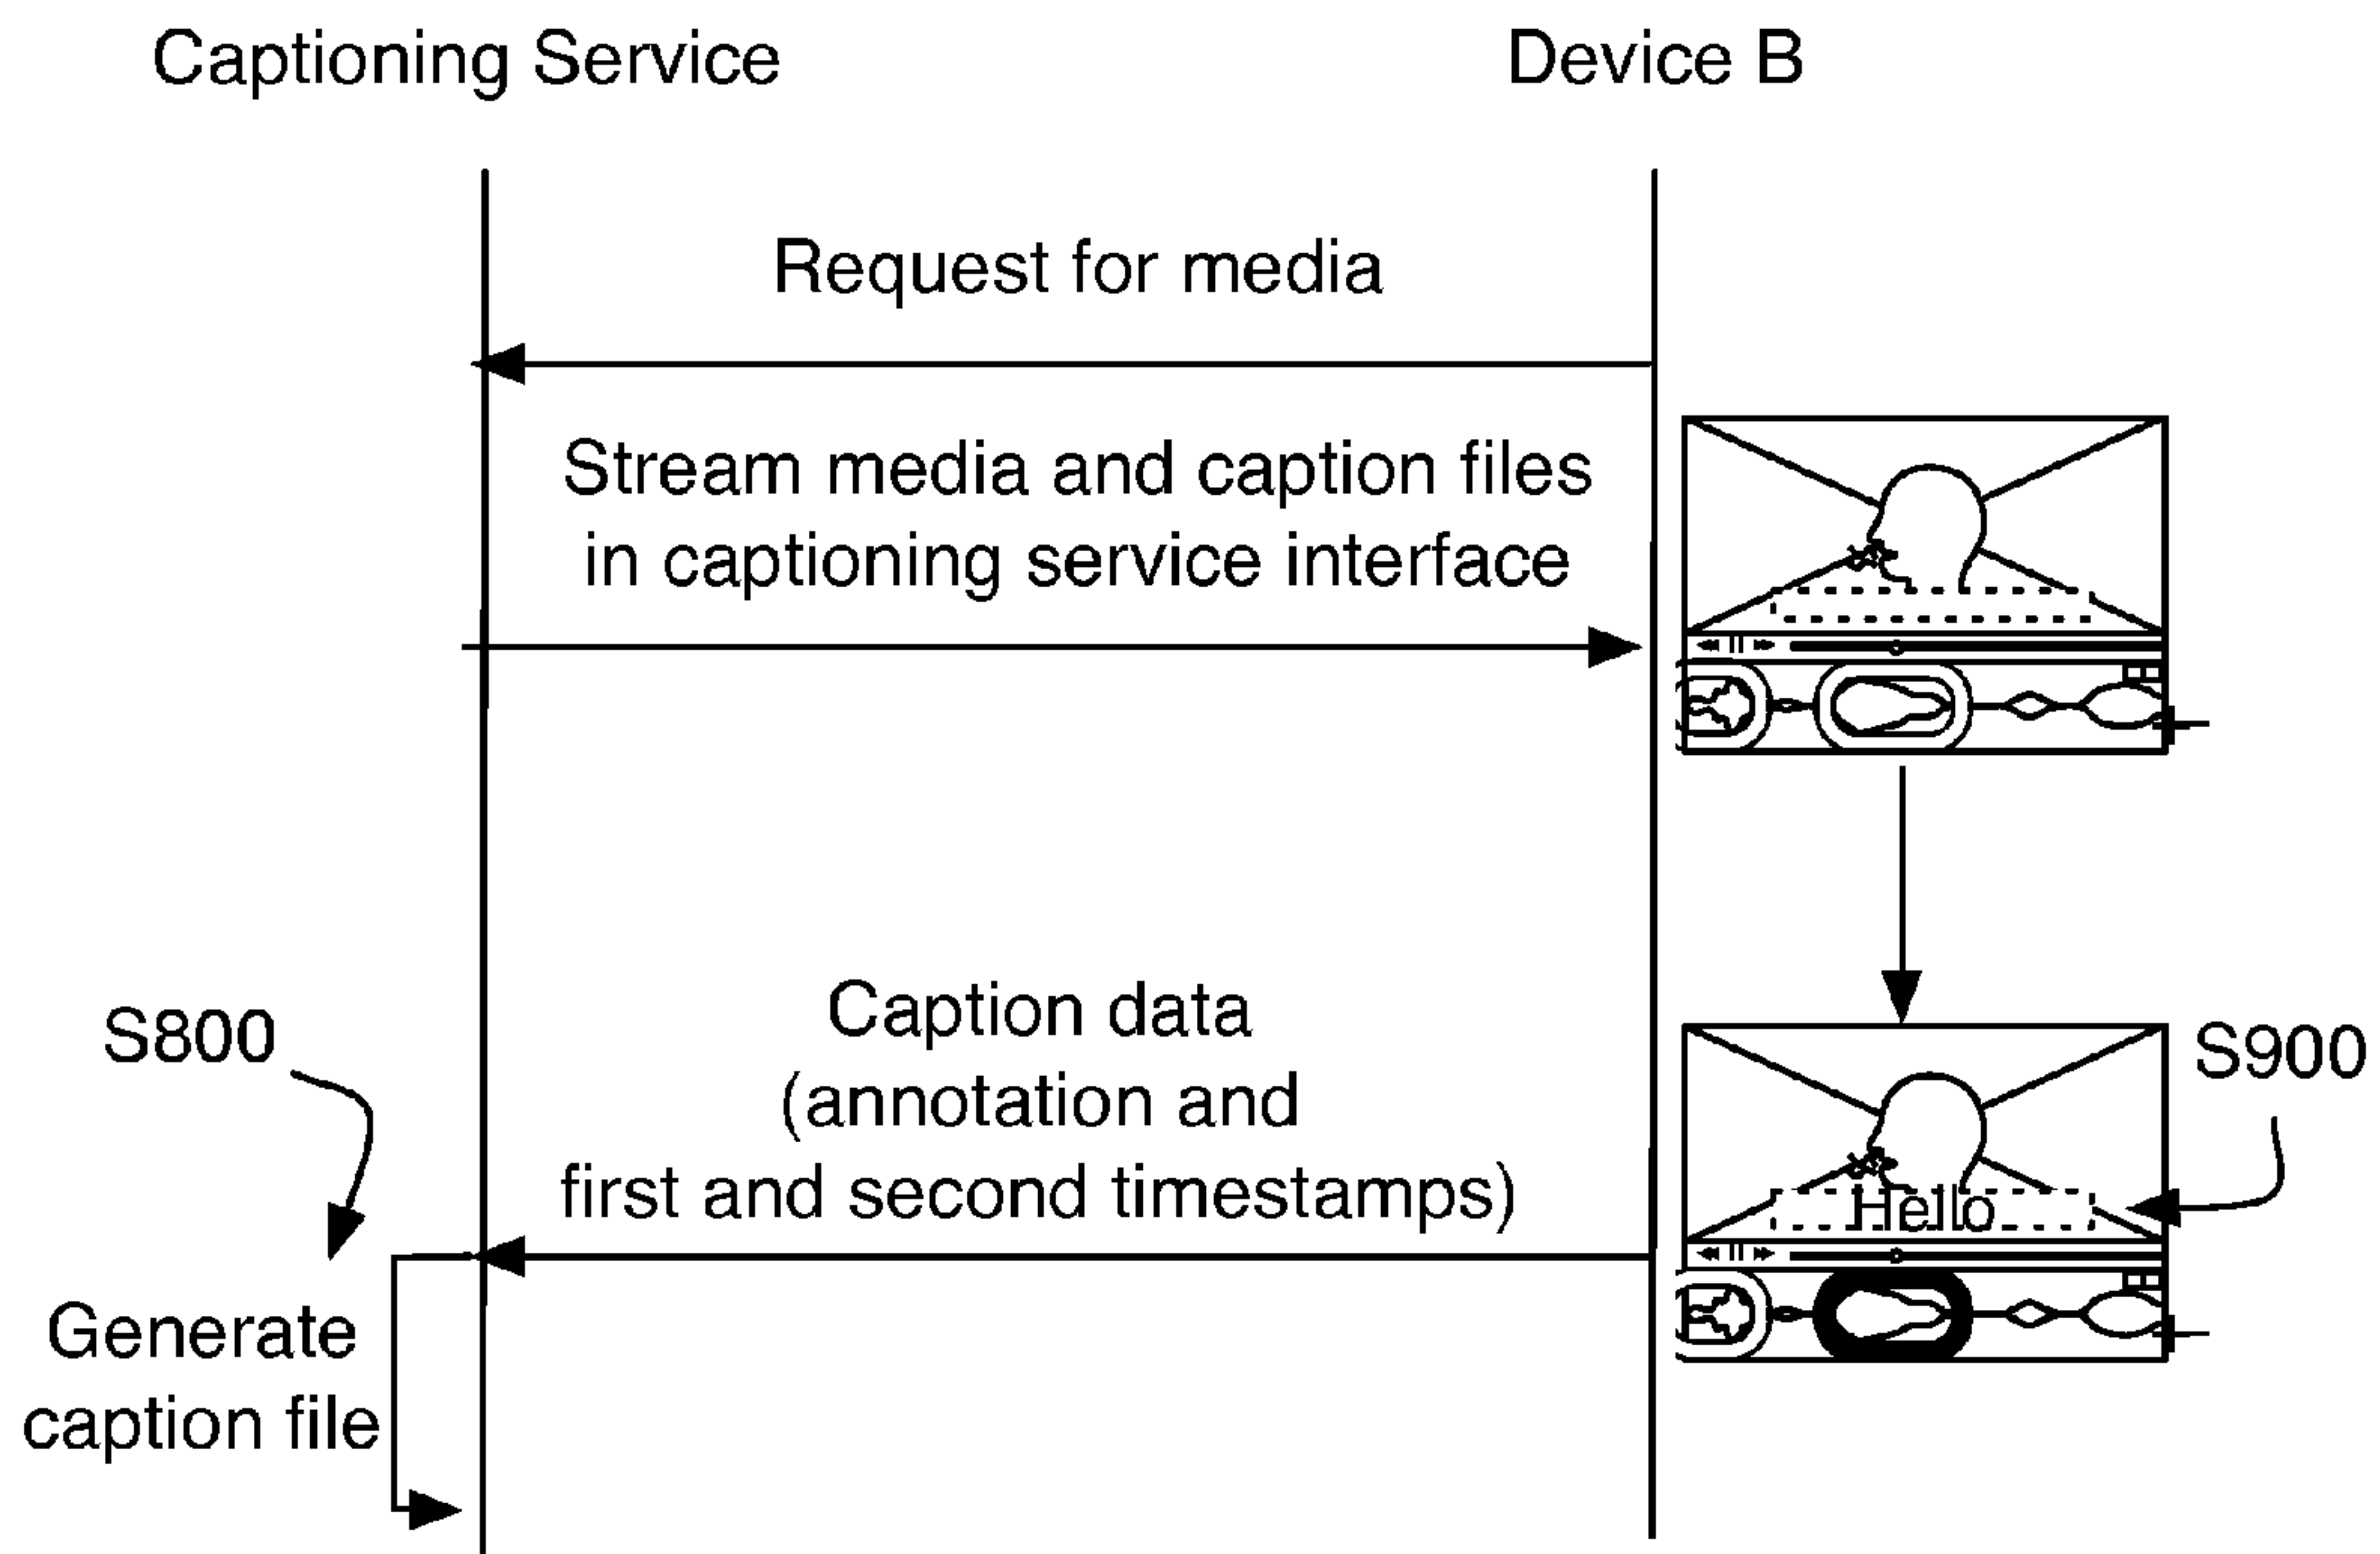 Captioning Service
Device B
Request for media
Stream media and caption files
in captioning service interface
Caption data
(annotation and
first and second timestamps)
S800
S900
Hello
Generate
caption file